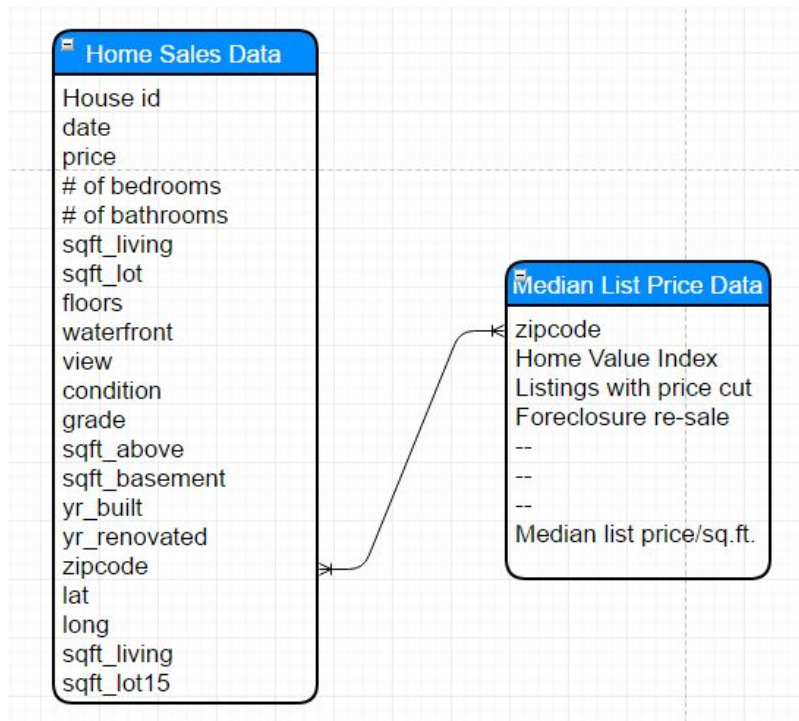 Home Sales Data
House id
date
price
# of bedrooms
# of bathrooms
sqft_living
sqft_lot
floors
waterfront
view
condition
grade
sqft_above
sqft_basement
yr_built
yr_renovated
zipcode
lat
long
sqft_living
sqft_lot15
Median List Price Data
zipcode
Home Value Index
Listings with price cut
Foreclosure re-sale
--
--
--
Median list price/sq.ft.